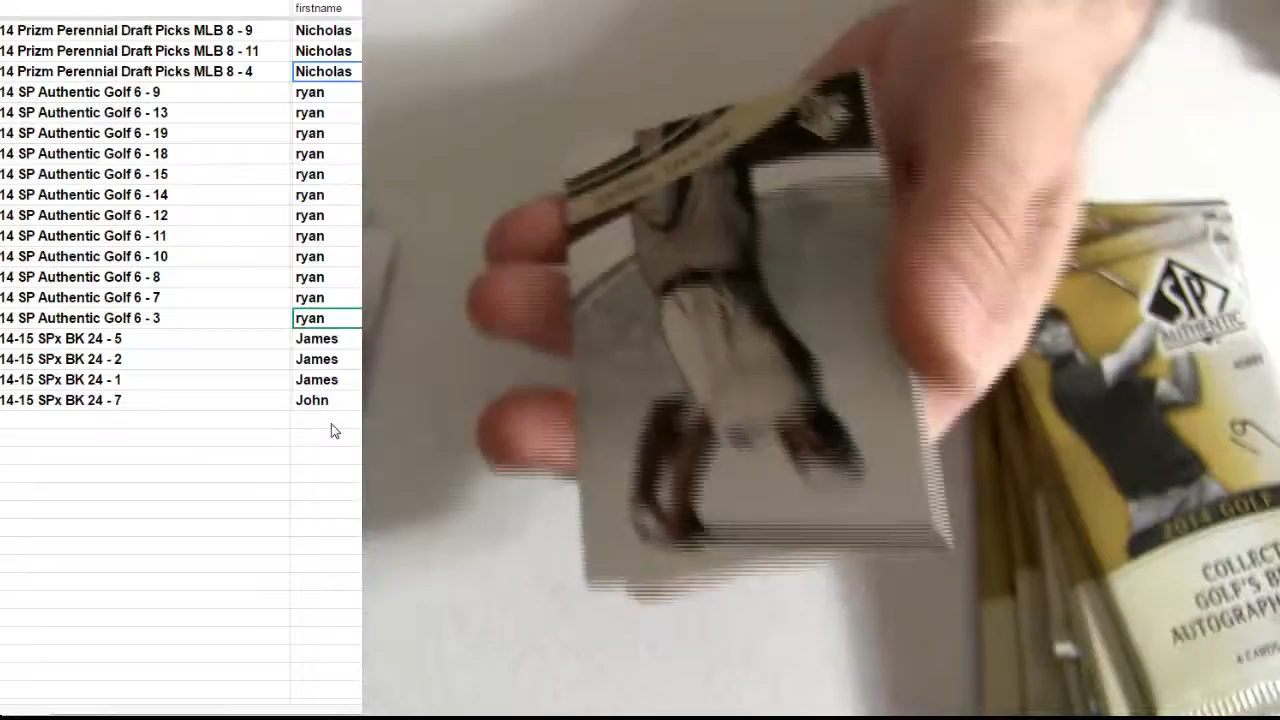 firstname
14 Prizm Perennial Draft Picks MLB 8 - 9 Nicholas
14 Prizm Perennial Draft Picks MLB 8 - 11 Nicholas
14 Prizm Perennial Draft Picks MLB 8 - 4 Nicholas
14 SP Authentic Golf 6 - 9 ryan
14 SP Authentic Golf 6 - 13 ryan
14 SP Authentic Golf 6 - 19 ryan
14 SP Authentic Golf 6 - 18 ryan
14 SP Authentic Golf 6 - 15 ryan
14 SP Authentic Golf 6 - 14 ryan
14 SP Authentic Golf 6 - 12 ryan
14 SP Authentic Golf 6 - 11 ryan
14 SP Authentic Golf 6 - 10 ryan
14 SP Authentic Golf 6 - 8 ryan
14 SP Authentic Golf 6 - 7 ryan
14 SP Authentic Golf 6 - 3 ryan
14-15 SPx BK 24 - 5 James
14-15 SPx BK 24 - 2 James
14-15 SPx BK 24 - 1 James
14-15 SPx BK 24 - 7 John
SP
AUTHENTIC
19
2014 GOLF
COLLECT
GOLF'S
AUTOGRAPH
6 CARDS